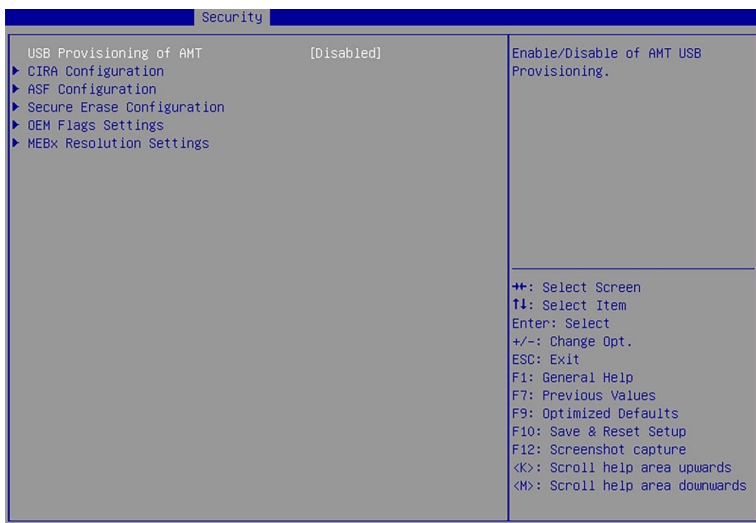 Security
USB Provisioning of AMT [Disabled]
CIRA Configuration
ASF Configuration
Secure Erase Configuration
OEM Flags Settings
MEBx Resolution Settings
Enable/Disable of AMT USB
Provisioning.
→←: Select Screen
↑↓: Select Item
Enter: Select
+/-: Change Opt.
ESC: Exit
F1: General Help
F7: Previous Values
F9: Optimized Defaults
F10: Save & Reset Setup
F12: Screenshot capture
<K>: Scroll help area upwards
<M>: Scroll help area downwards